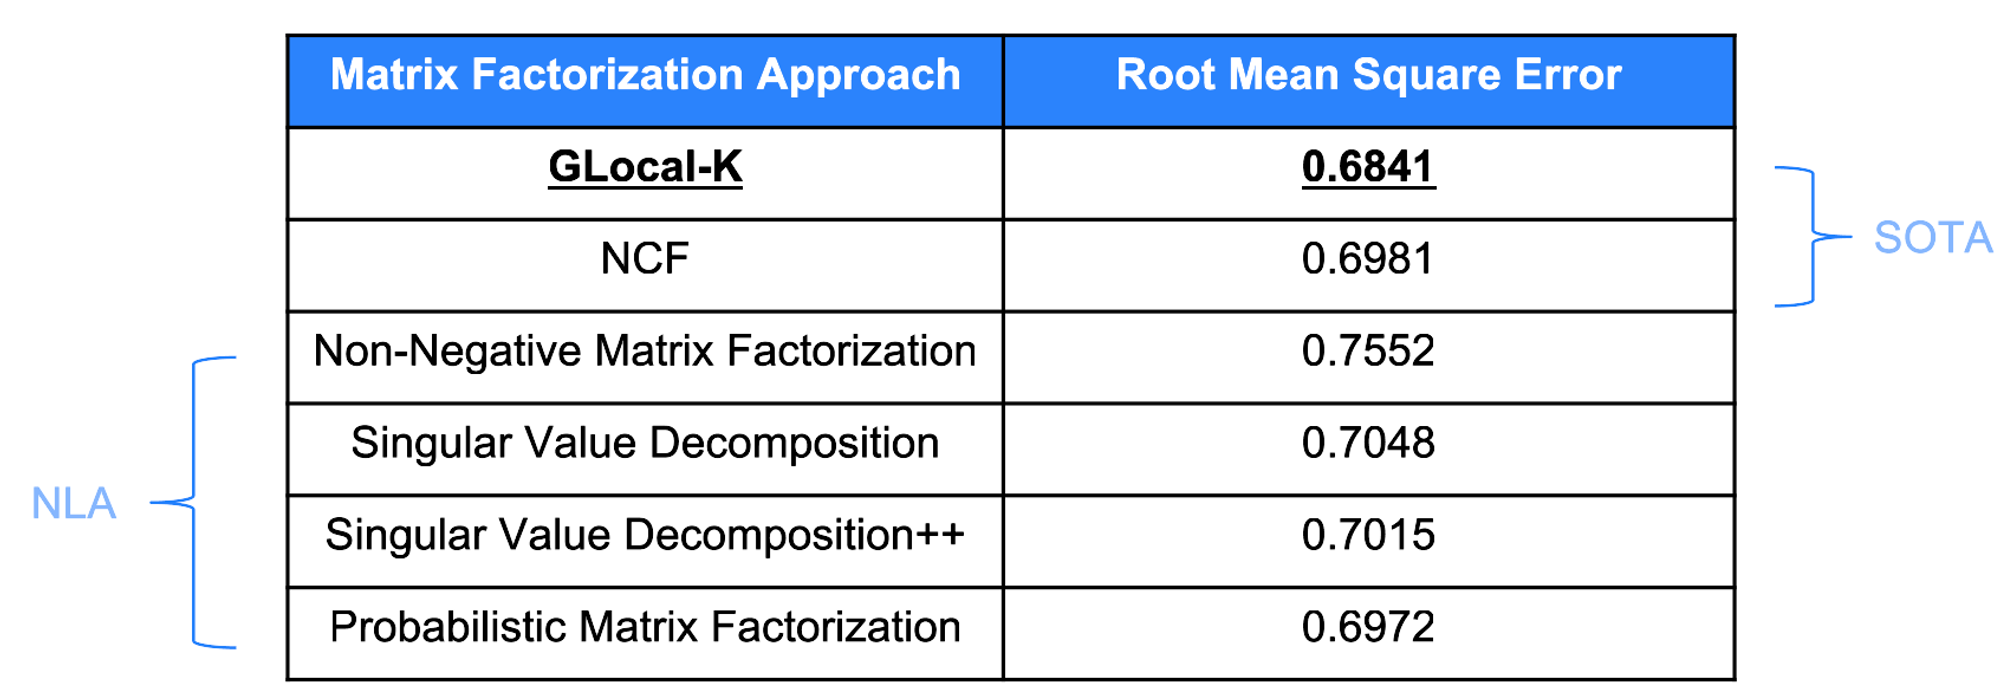 Matrix Factorization Approach Root Mean Square Error
GLocal-K 0.6841
NCF 0.6981
SOTA
Non-Negative Matrix Factorization 0.7552
Singular Value Decomposition 0.7048
NLA
Singular Value Decomposition++ 0.7015
Probabilistic Matrix Factorization 0.6972